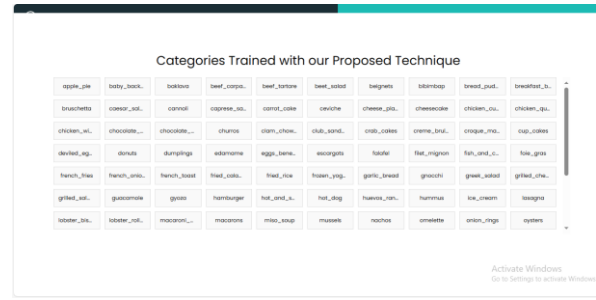 Categories Trained with our Proposed Technique
apple_pie baby_back_... baklava beef_carpa... beef_tartare beet_salad beignets bibimbap bread_pud... breakfast_b...
bruschetta caesar_sal... cannoli caprese_sa... carrot_cake ceviche cheese_pla... cheesecake chicken_cu... chicken_qu...
chicken_wi... chocolate_... chocolate_... churros clam_chow... club_sand... crab_cakes creme_brul... croque_ma... cup_cakes
deviled_eg... donuts dumplings edamame eggs_bene... escargots falafel filet_mignon fish_and_c... foie_gras
french_fries french_onio... french_toast fried_cala... fried_rice frozen_yog... garlic_bread gnocchi greek_salad grilled_che...
grilled_sal... guacamole gyoza hamburger hot_and_s... hot_dog huevos_ran... hummus ice_cream lasagna
lobster_bis... lobster_roll... macaroni_... macarons miso_soup mussels nachos omelette onion_rings oysters
Activate Windows
Go to Settings to activate Windows